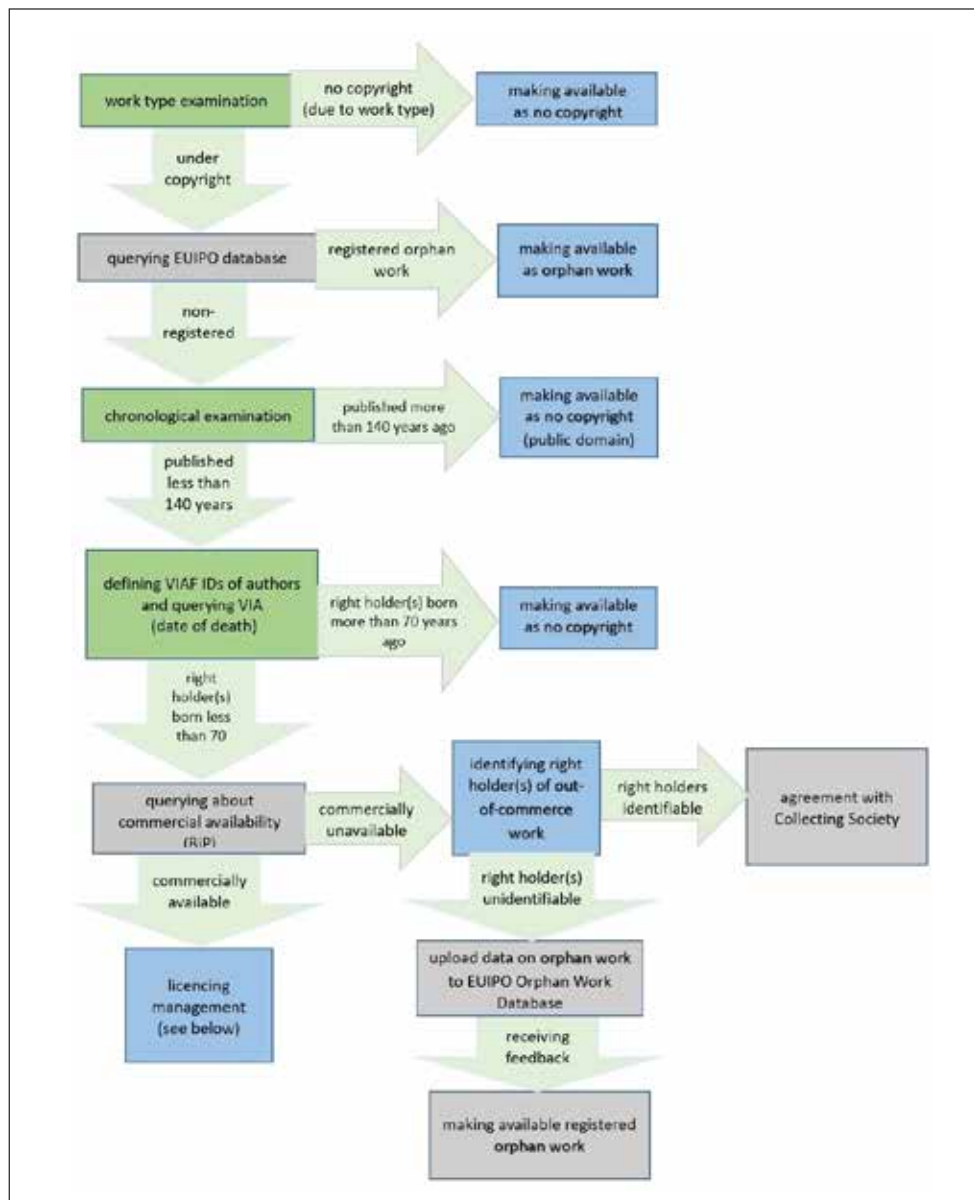 work type examination
no copyright
(due to work type)
making available
as no copyright
under
copyright
querying EUIPO database
registered orphan
work
making available
as orphan work
non-
registered
chronological examination
published more
than 140 years ago
making available
as no copyright
(public domain)
published
less than
140 years
defining VIAF IDs of authors
and querying VIA
(date of death)
right holder(s) born
more than 70 years
ago
making available
as no copyright
right
holder(s)
born less
than 70
querying about
commercial availability
(BiP)
commercially
unavailable
identifying right
holder(s) of out-
of-commerce
work
right holders
identifiable
agreement with
Collecting Society
commercially
available
right holder(s)
unidentifiable
licencing
management
(see below)
upload data on orphan work
to EUIPO Orphan Work
Database
receiving
feedback
making available registered
orphan work